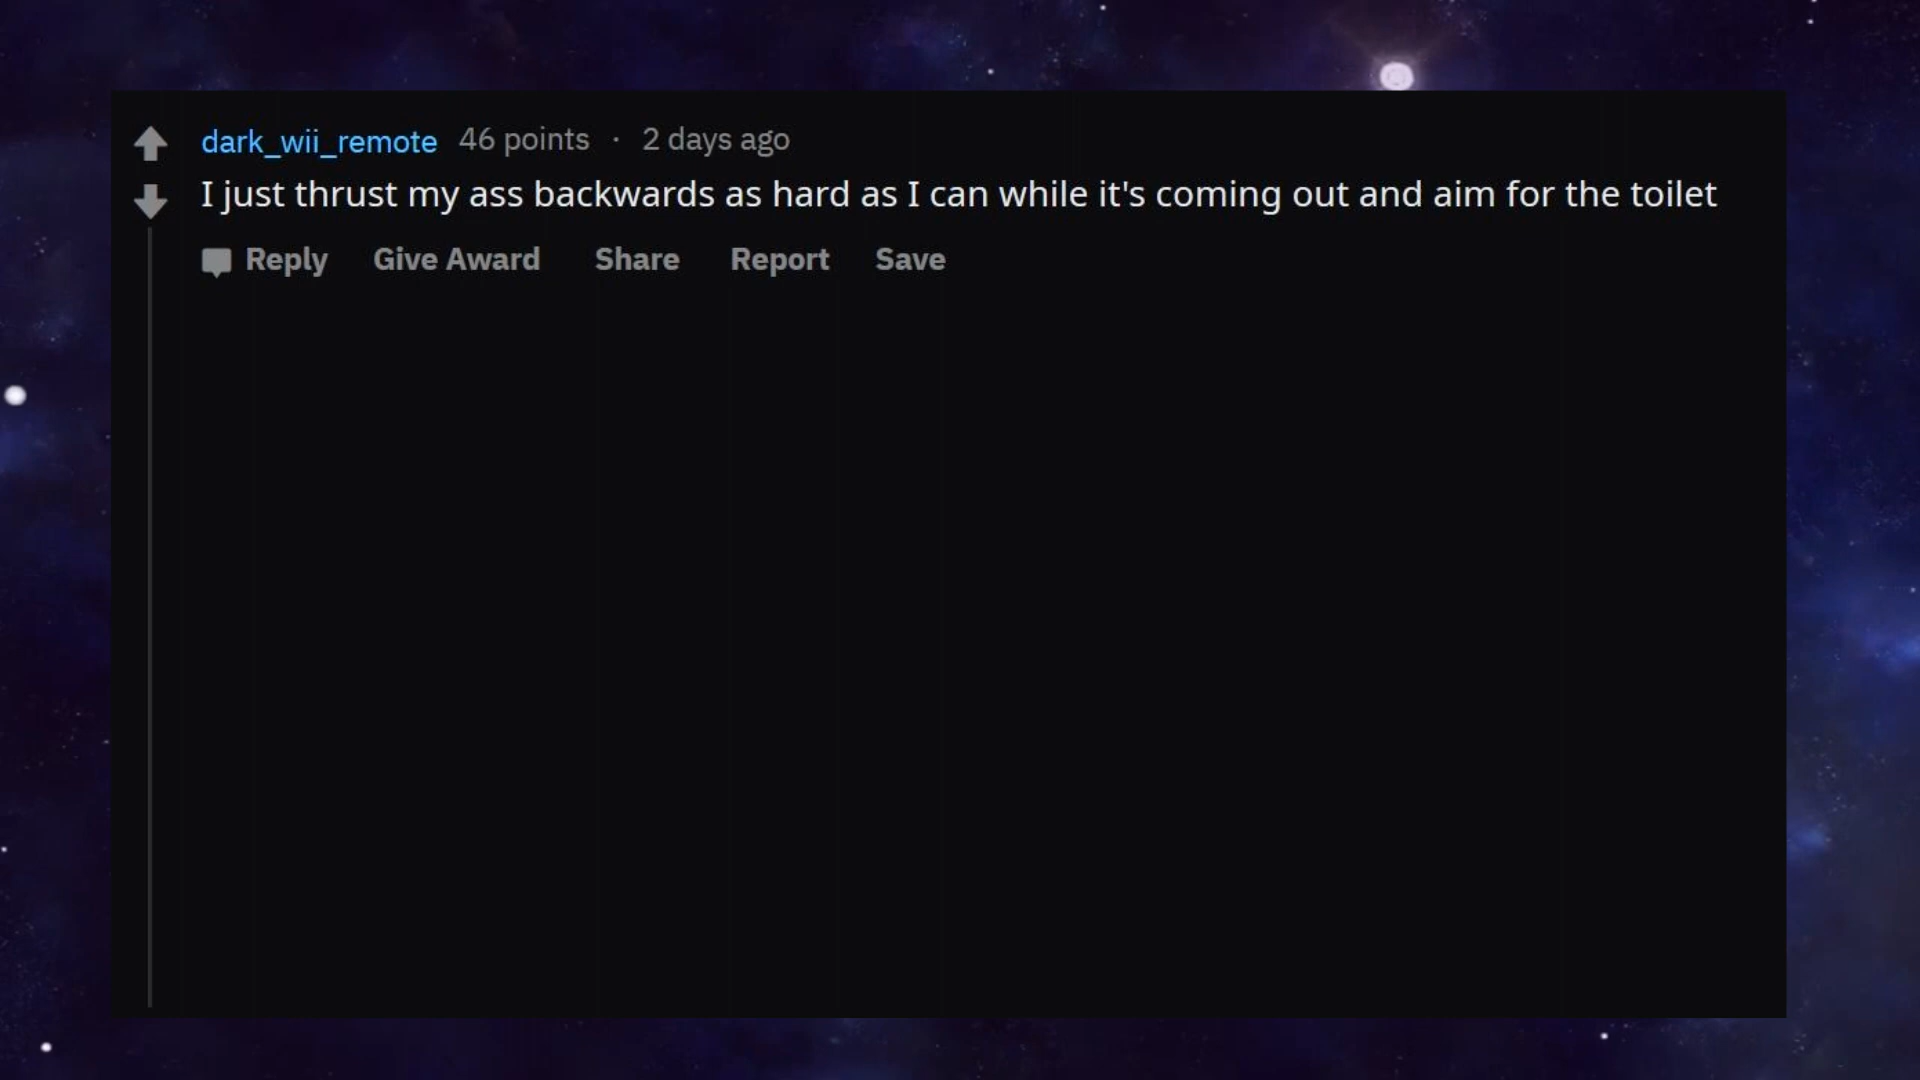 dark_wii_remote 46 points · 2 days ago
I just thrust my ass backwards as hard as I can while it's coming out and aim for the toilet
Reply Give Award Share Report Save